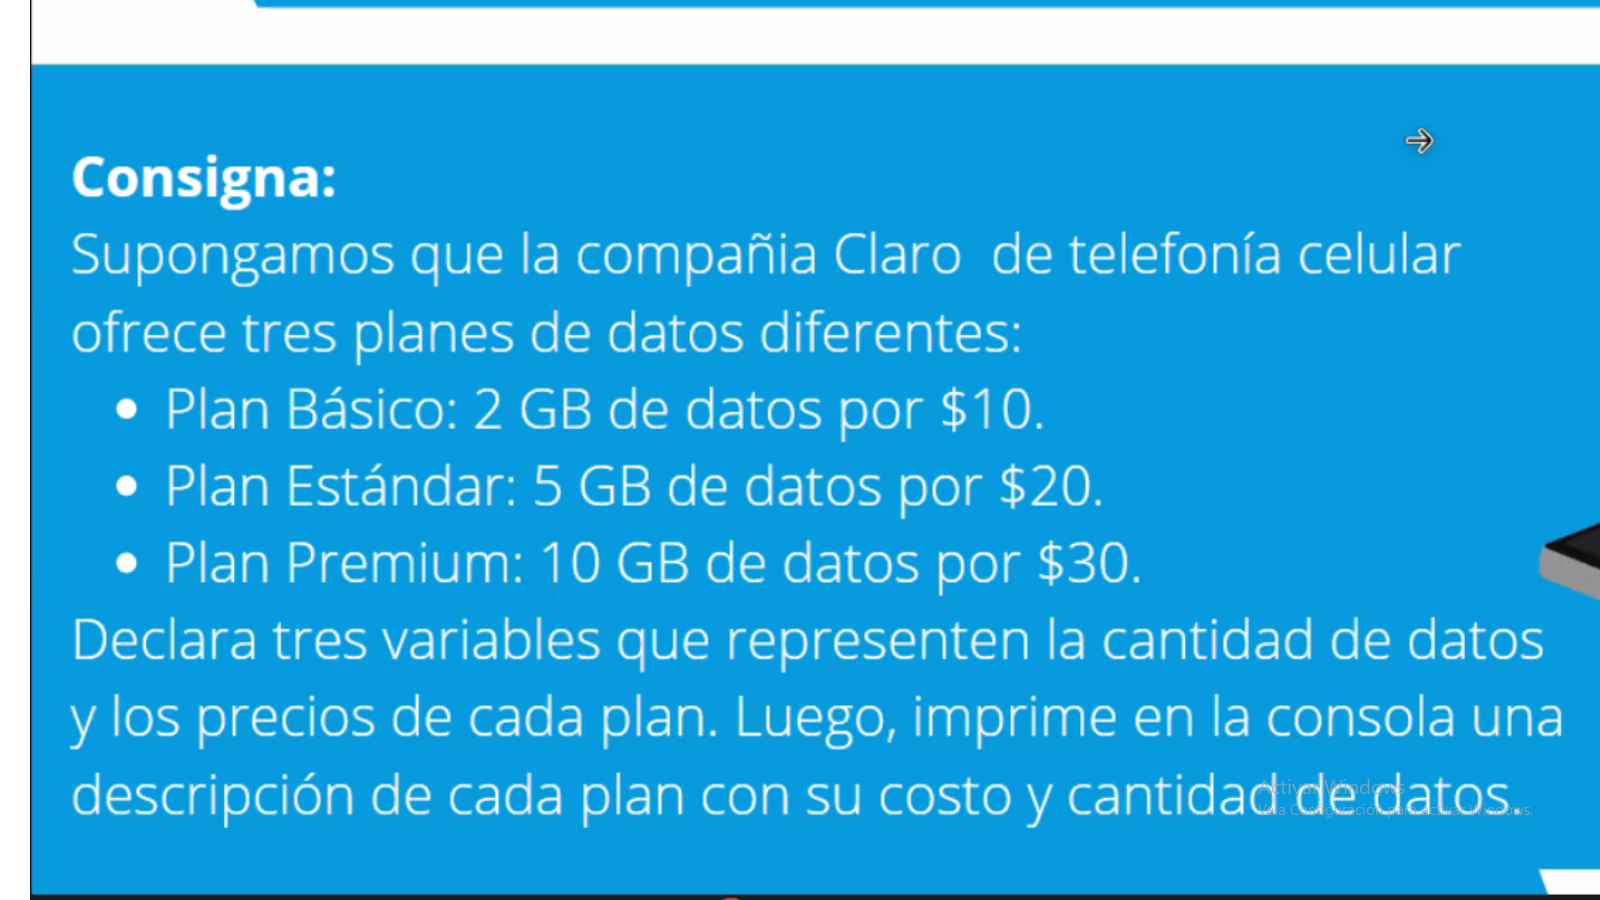 Consigna:
Supongamos que la compañia Claro de telefonía celular
ofrece tres planes de datos diferentes:
• Plan Básico: 2 GB de datos por $10.
• Plan Estándar: 5 GB de datos por $20.
• Plan Premium: 10 GB de datos por $30.
Declara tres variables que representen la cantidad de datos
y los precios de cada plan. Luego, imprime en la consola una
descripción de cada plan con su costo y cantidad de datos.
Activar Windows
Ve a Configuración para activar Windows.